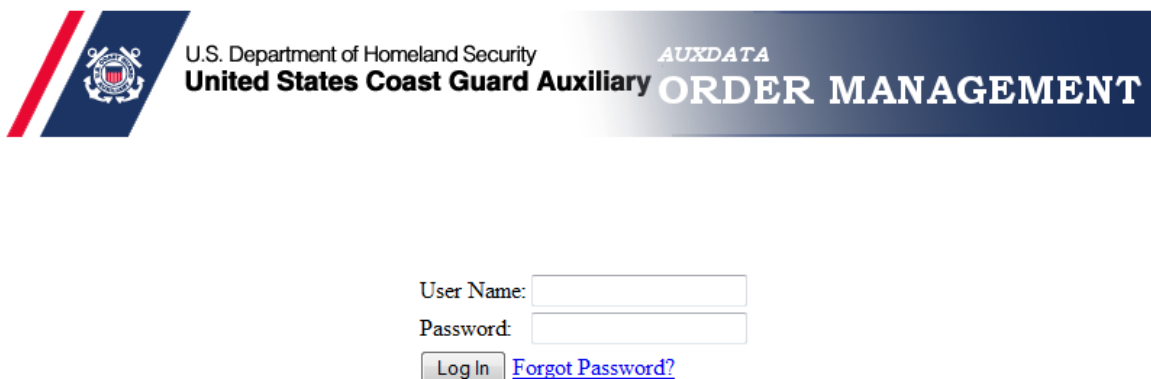 U.S. Department of Homeland Security
United States Coast Guard Auxiliary
AUXDATA
ORDER MANAGEMENT
User Name:
Password:
Log In Forgot Password?